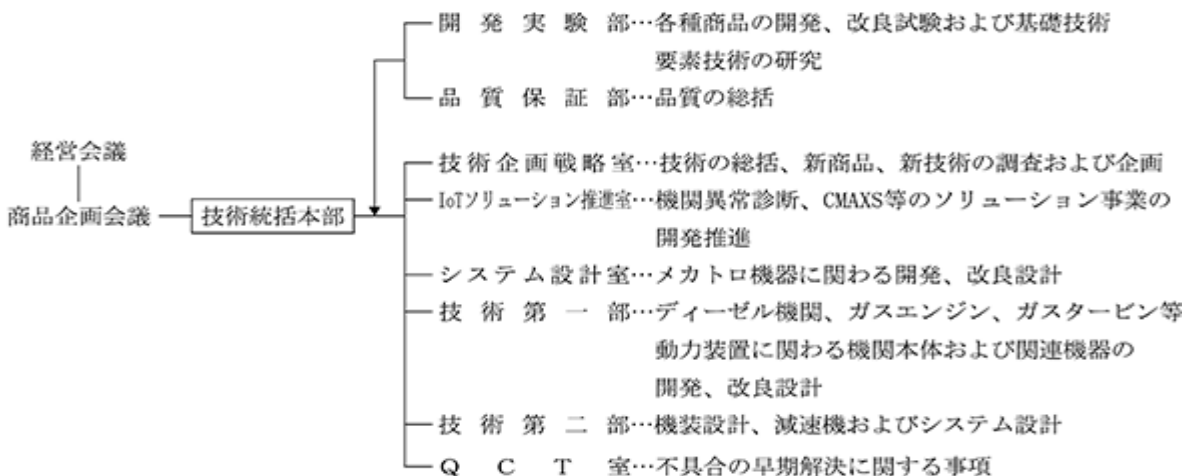 開発実験部…各種商品の開発、改良試験および基礎技術
要素技術の研究
品質保証部…品質の総括
経営会議
商品企画会議
技術統括本部
技術企画戦略室…技術の総括、新商品、新技術の調査および企画
IoTソリューション推進室…機関異常診断、CMAXS等のソリューション事業の
開発推進
システム設計室…メカトロ機器に関わる開発、改良設計
技術第一部…ディーゼル機関、ガスエンジン、ガスタービン等
動力装置に関わる機関本体および関連機器の
開発、改良設計
技術第二部…機装設計、減速機およびシステム設計
QCT室…不具合の早期解決に関する事項